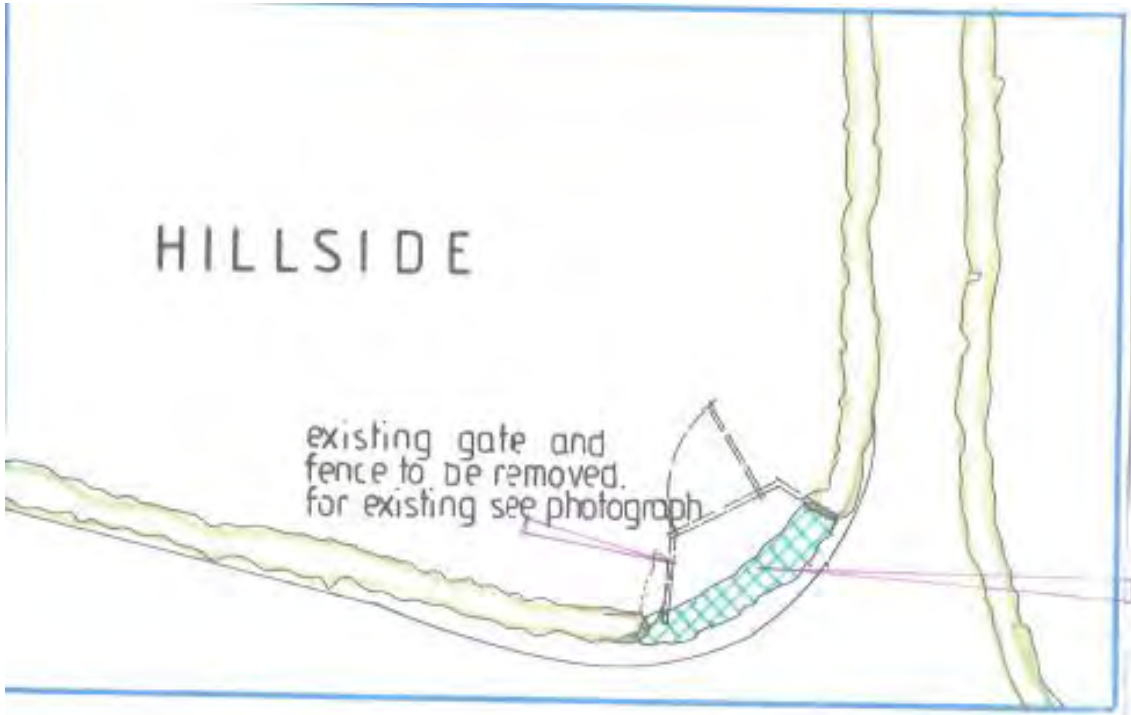 HILLSIDE
existing gate and
fence to be removed.
for existing see photograph